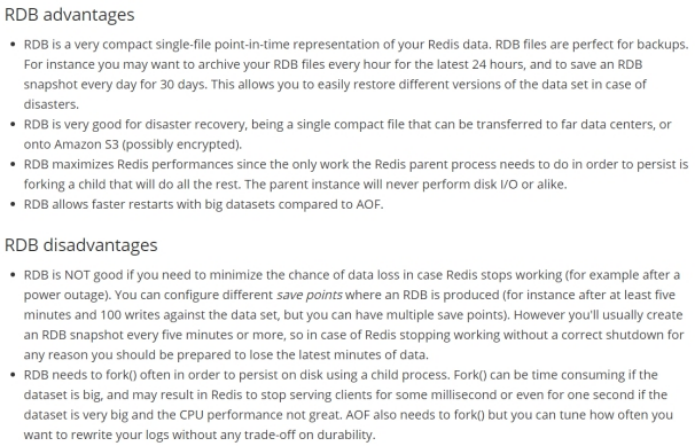 RDB advantages
• RDB is a very compact single-file point-in-time representation of your Redis data. RDB files are perfect for backups.
For instance you may want to archive your RDB files every hour for the latest 24 hours, and to save an RDB
snapshot every day for 30 days. This allows you to easily restore different versions of the data set in case of
disasters.
• RDB is very good for disaster recovery, being a single compact file that can be transferred to far data centers, or
onto Amazon S3 (possibly encrypted).
• RDB maximizes Redis performances since the only work the Redis parent process needs to do in order to persist is
forking a child that will do all the rest. The parent instance will never perform disk I/O or alike.
• RDB allows faster restarts with big datasets compared to AOF.
RDB disadvantages
• RDB is NOT good if you need to minimize the chance of data loss in case Redis stops working (for example after a
power outage). You can configure different save points where an RDB is produced (for instance after at least five
minutes and 100 writes against the data set, but you can have multiple save points). However you'll usually create
an RDB snapshot every five minutes or more, so in case of Redis stopping working without a correct shutdown for
any reason you should be prepared to lose the latest minutes of data.
• RDB needs to fork() often in order to persist on disk using a child process. Fork() can be time consuming if the
dataset is big, and may result in Redis to stop serving clients for some millisecond or even for one second if the
dataset is very big and the CPU performance not great. AOF also needs to fork() but you can tune how often you
want to rewrite your logs without any trade-off on durability.